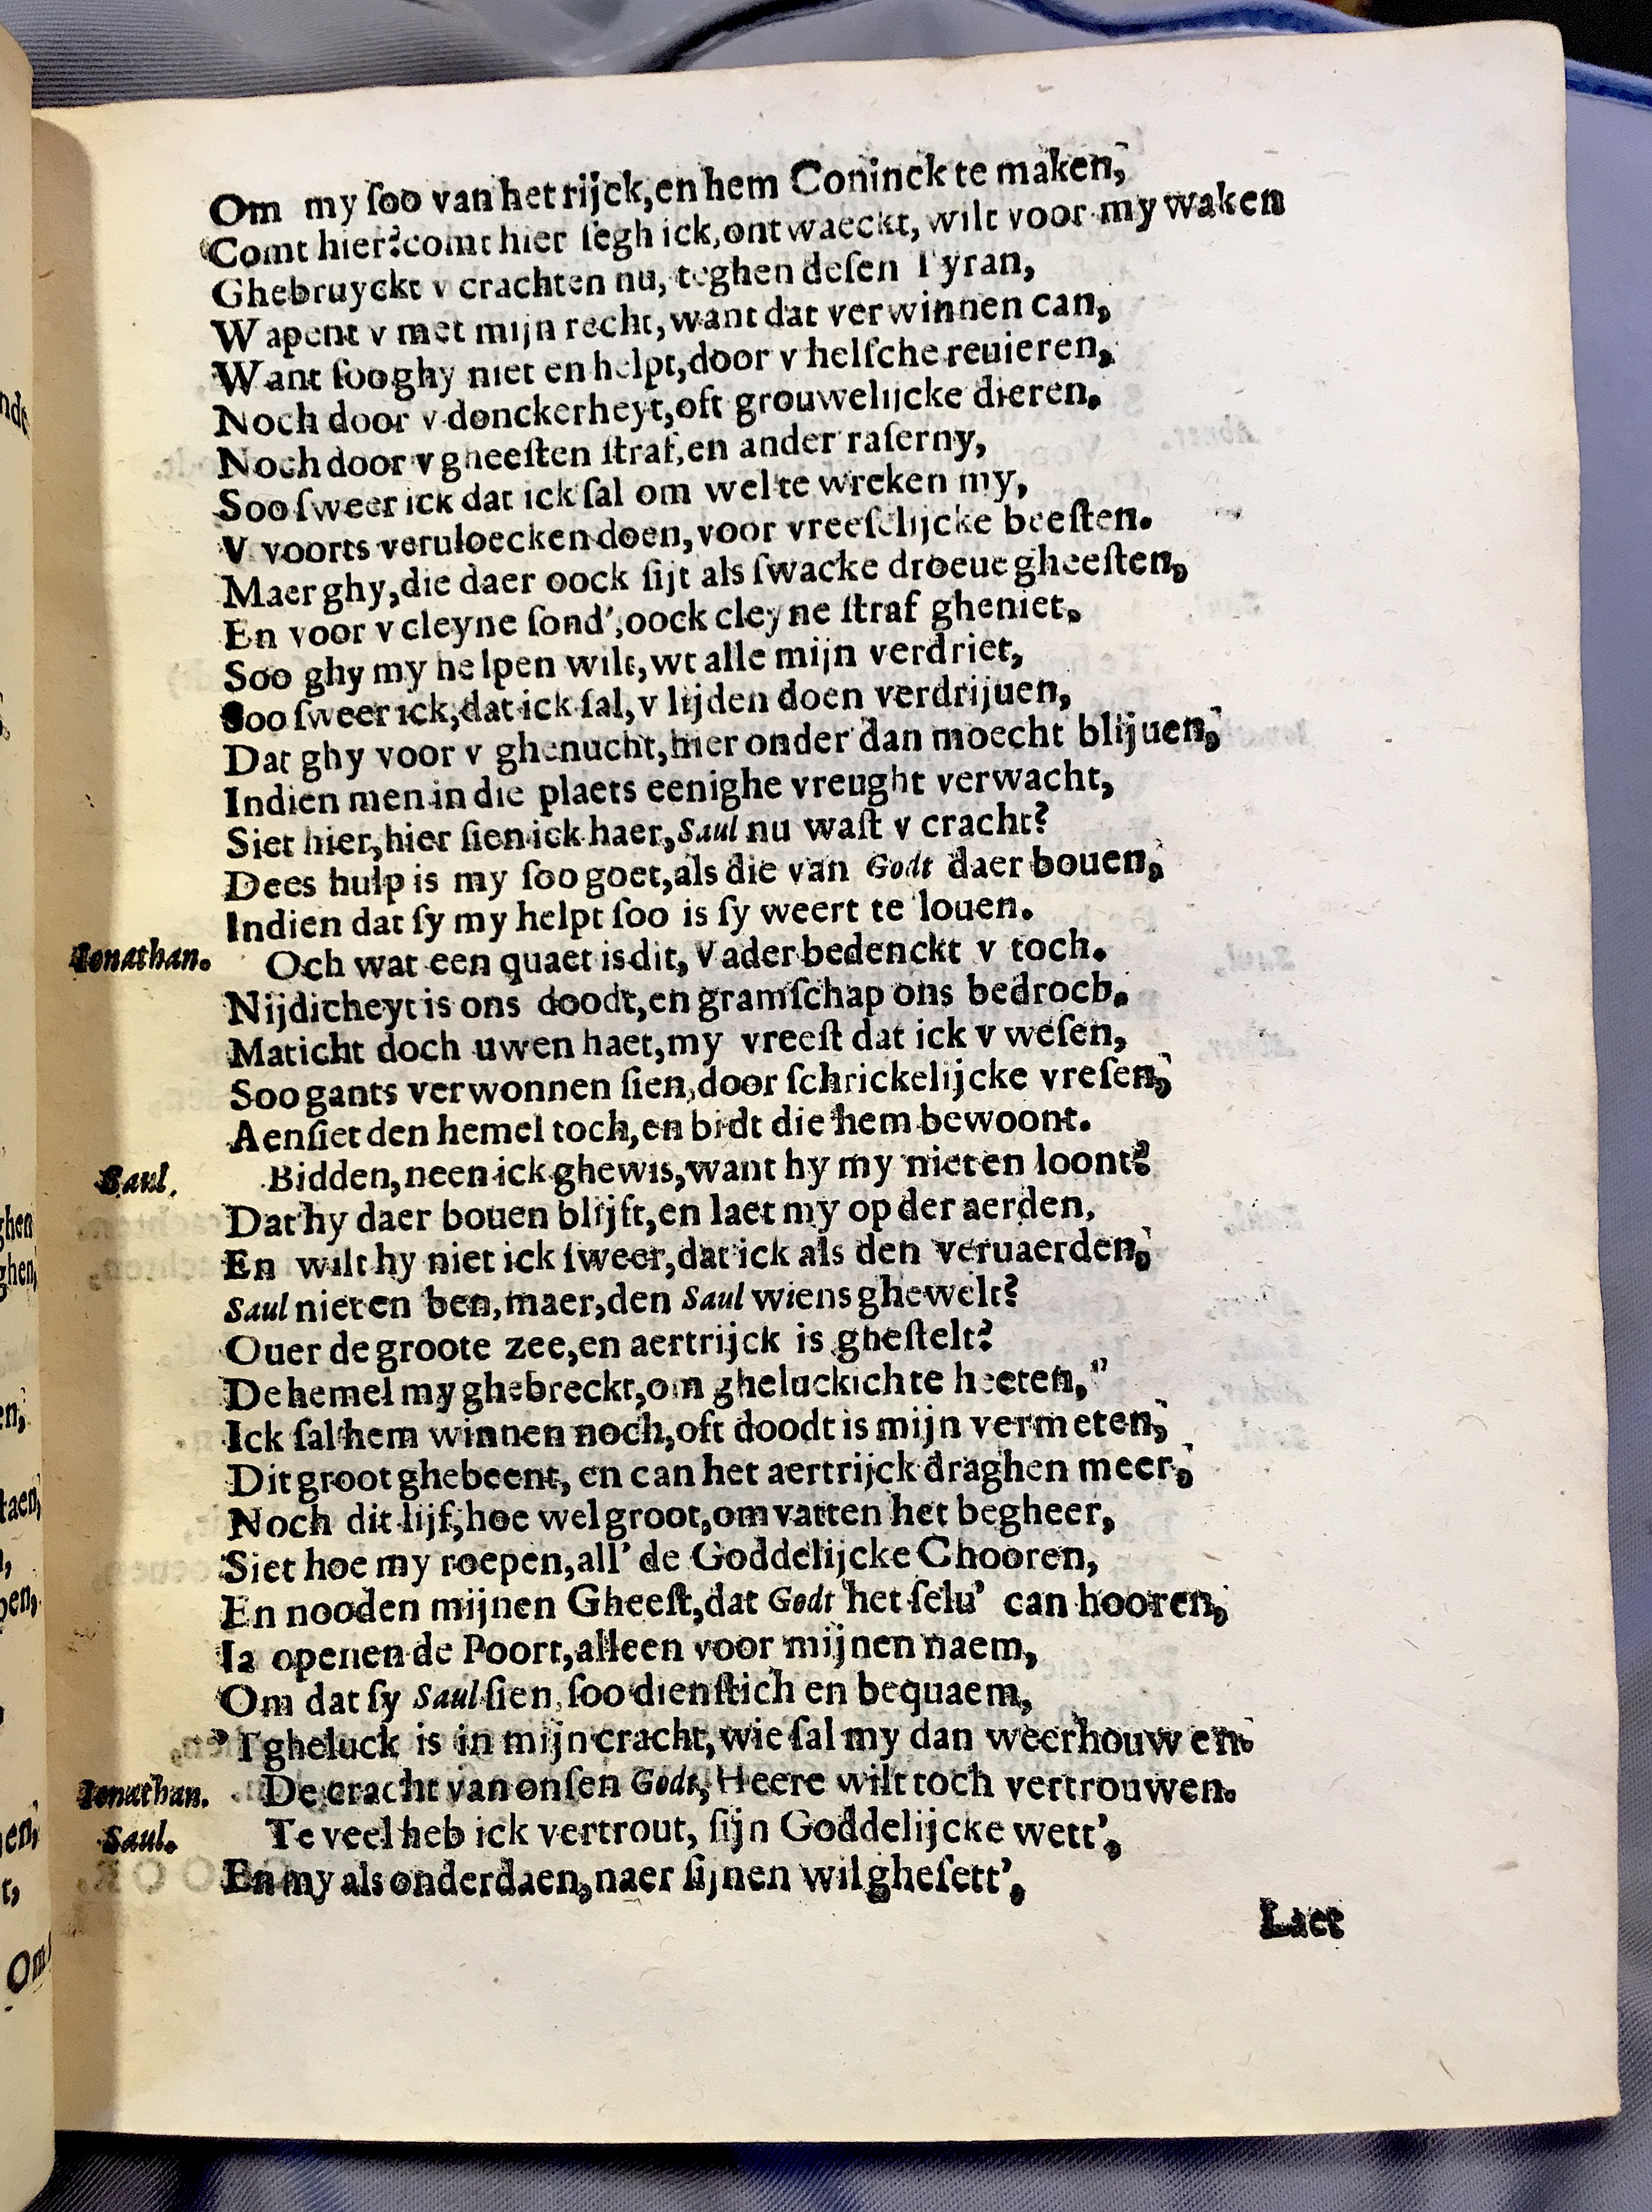 Om my ſoo van het rijck, en hem Coninck te maken,
Comt hier? comt hier ſegh ick, ontwaeckt, wilt voor my waken
Ghebruyckt v crachten nu, teghen deſen Tyran,
Wapent v met mijn recht, want dat verwinnen can,
Want ſoo ghy niet en helpt, door v helſche reuieren,
Noch door v donckerheyt, oft grouwelijcke dieren.
Noch door v gheeſten ſtraf, en ander raſerny,
Soo ſweer ick dat ick ſal om wel te wreken my,
V voorts veruloecken doen, voor vreeſelijcke beeſten.
Maer ghy, die daer oock ſijt als ſwacke droeue gheeſten,
En voor v cleyne ſond', oock cleyne ſtraf gheniet,
Soo ghy my helpen wilt, wt alle mijn verdriet,
Soo ſweer ick, dat ick ſal, v lijden doen verdrijuen,
Dat ghy voor v ghenucht, hier onder dan moecht blijuen,
Indien men in die plaets eenighe vreught verwacht,
Siet hier, hier ſien ick haer, Saul nu waſt v cracht?
Dees hulp is my ſoo goet, als die van Godt daer bouen,
Indien dat ſy my helpt ſoo is ſy weert te louen.
Ionathan. Och wat een quaet is dit, Vader bedenckt v toch.
Nijdicheyt is ons doodt, en gramſchap ons bedroch.
Maticht doch uwen haet, my vreeſt dat ick v weſen,
Soo gants verwonnen ſien, door ſchrickelijcke vreſen,
Aenſiet den hemel toch, en bidt die hem bewoont.
Saul. Bidden, neen ick ghewis, want hy my niet en loont?
Dat hy daer bouen blijft, en laet my op der aerden,
En wilt hy niet ick ſweer, dat ick als den veruaerden,
Saul niet en ben, maer, den Saul wiens ghewelt?
Ouer de groote zee, en aertrijck is gheſtelt?
De hemel my ghebreckt, om gheluckich te heeten,
Ick ſal hem winnen noch, oft doodt is mijn vermeten,
Dit groot ghebeent, en can het aertrijck draghen meer,
Noch dit lijf, hoe wel groot, omvatten het begheer,
Siet hoe my roepen, all' de Goddelijcke Chooren,
En nooden mijnen Gheeſt, dat Godt het ſelu' can hooren,
Ia openen de Poort, alleen voor mijnen naem,
Om dat ſy Saul ſien, ſoo dienſtich en bequaem,
'Tgheluck is in mijn cracht, wie ſal my dan weerhouwen.
Ionathan. De cracht van onſen Godt, Heere wilt toch vertrouwen.
Saul. Te veel heb ick vertrout, ſijn Goddelijcke wett',
En my als onderdaen, naer ſijnen wil gheſett',
Laet